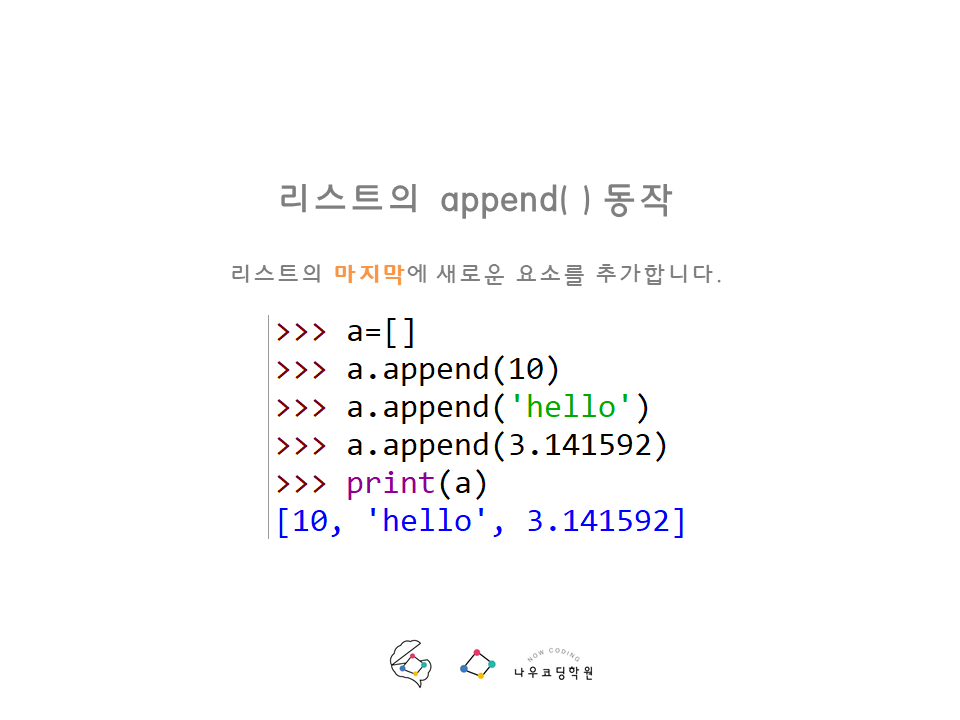 리스트의 append( ) 동작
리스트의 마지막에 새로운 요소를 추가합니다.
>>> a=[]
>>> a.append(10)
>>> a.append('hello')
>>> a.append(3.141592)
>>> print(a)
[10, 'hello', 3.141592]
NOW CODING
나우코딩학원